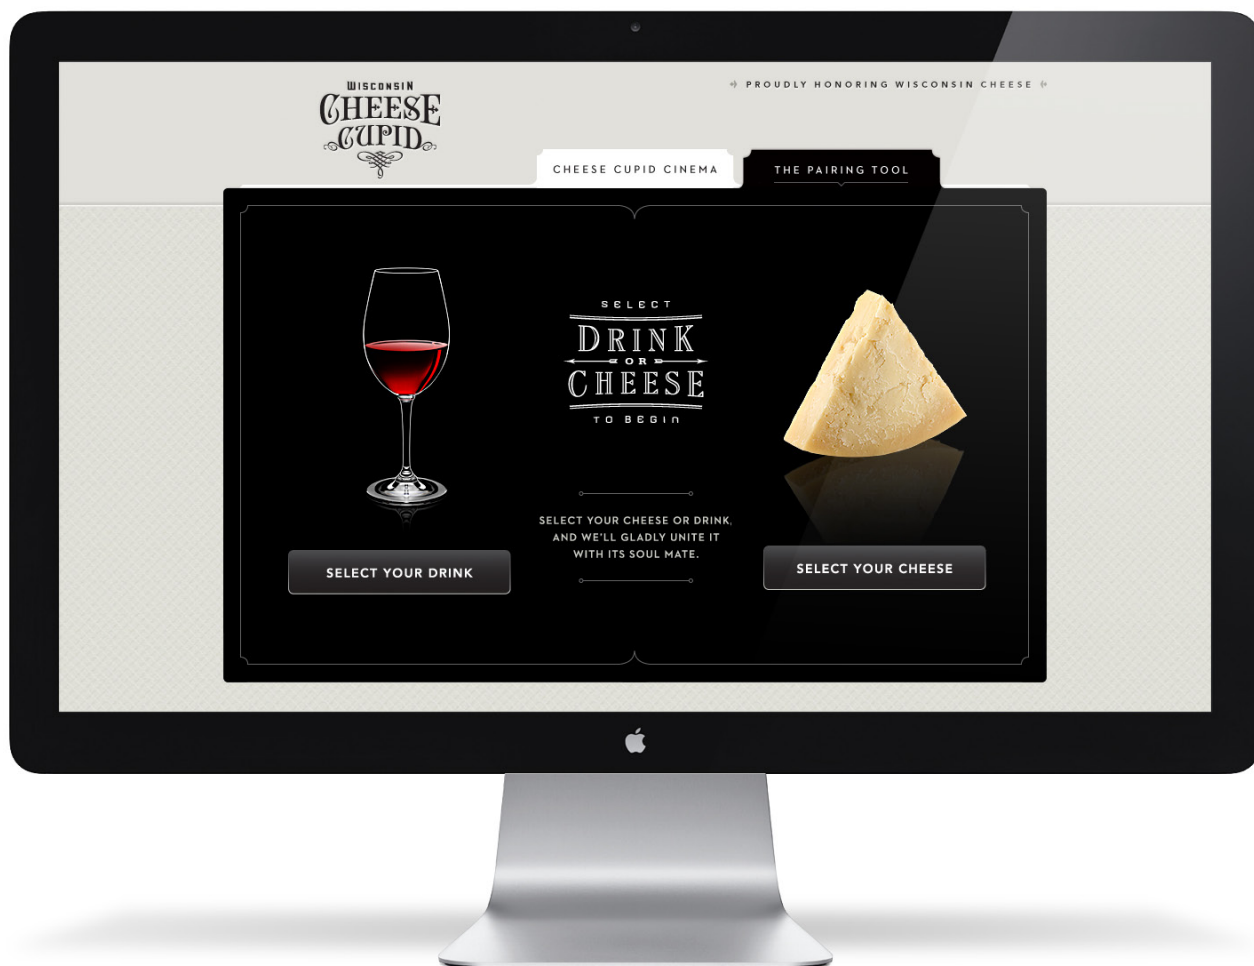 WISCONSIN
CHEESE
CUPID
PROUDLY HONORING WISCONSIN CHEESE
CHEESE CUPID CINEMA
THE PAIRING TOOL
SELECT
DRINK
OR
CHEESE
TO BEGIN
SELECT YOUR CHEESE OR DRINK,
AND WE'LL GLADLY UNITE IT
WITH ITS SOUL MATE.
SELECT YOUR DRINK
SELECT YOUR CHEESE